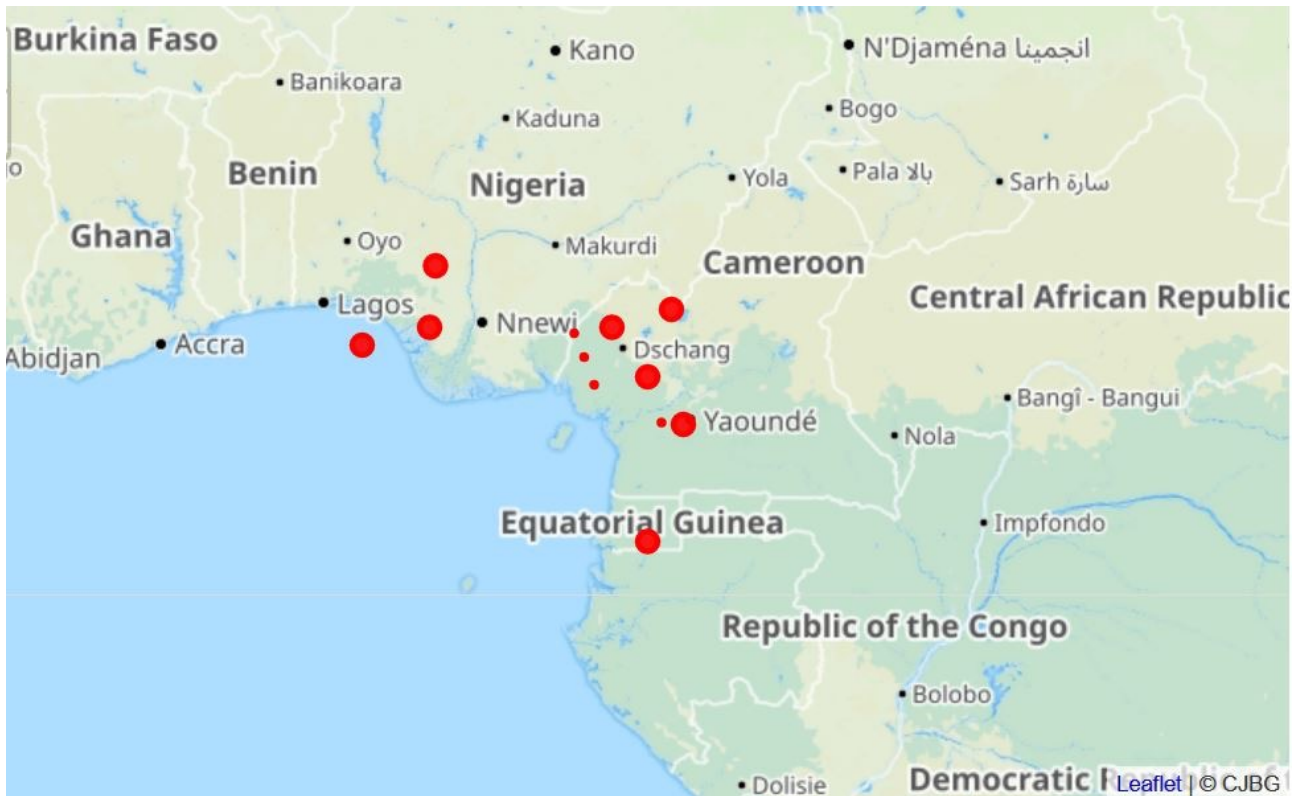 Burkina Faso
Kano
N'Djaména انجمينا
Banikoara
Bogo
Kaduna
Benin
Nigeria
Yola
Pala بالا
Sarh سارة
o
Ghana
Oyo
Makurdi
Cameroon
Central African Republic
Lagos
Nnewi
Accra
Dschang
Abidjan
Bangî - Bangui
Yaoundé
Nola
Equatorial Guinea
Impfondo
Republic of the Congo
Bolobo
Dolisie
Democratic
Leaflet | © CJBG